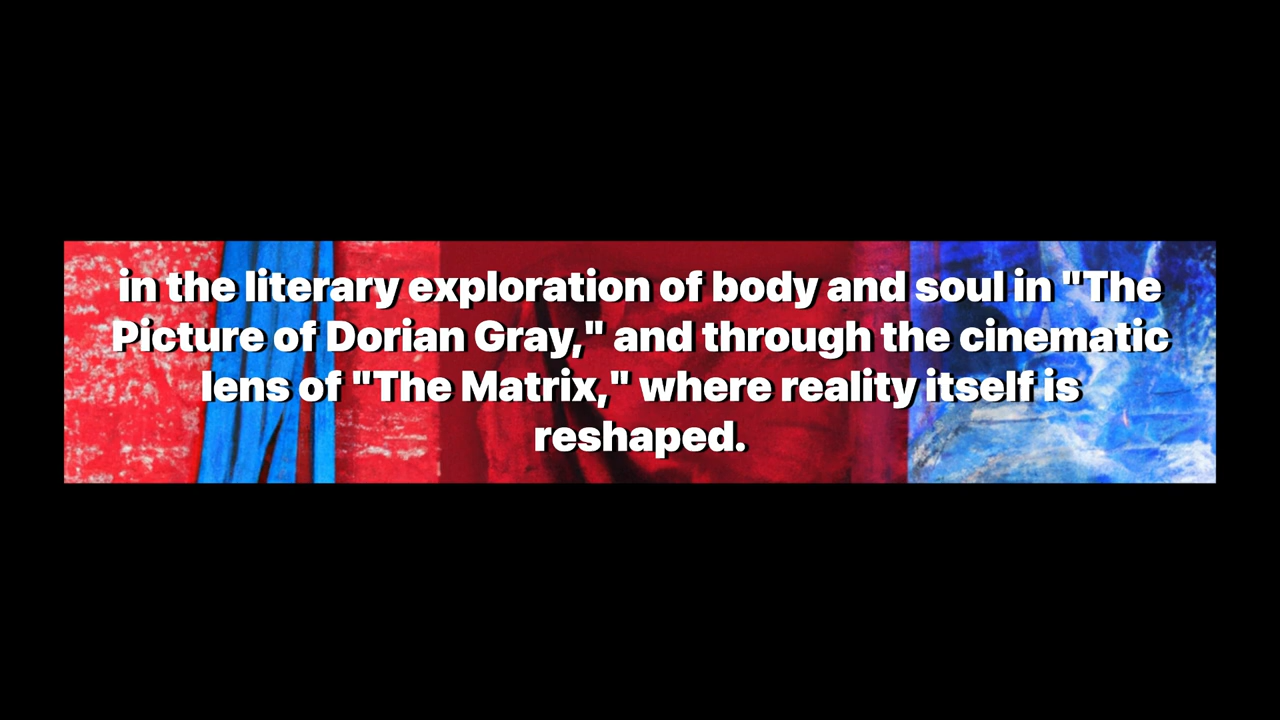 in the literary exploration of body and soul in "The
Picture of Dorian Gray," and through the cinematic
lens of "The Matrix," where reality itself is
reshaped.